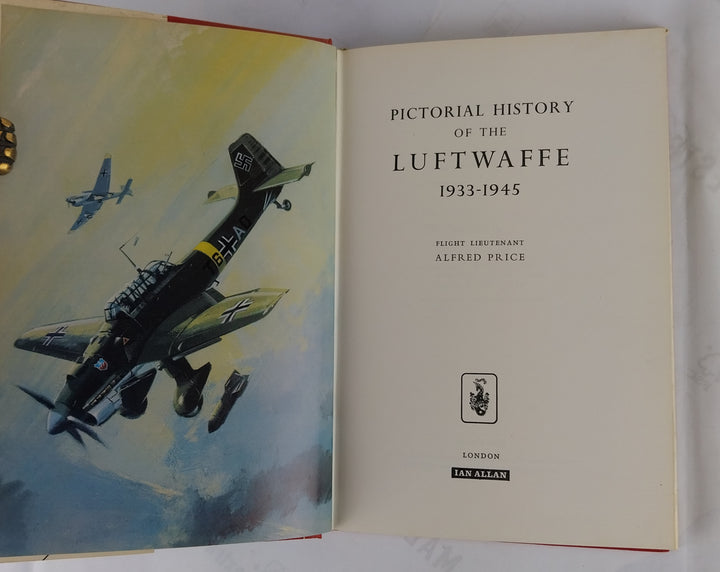 PICTORIAL HISTORY
OF THE
LUFTWAFFE
1933-1945
FLIGHT LIEUTENANT
ALFRED PRICE
LONDON
IAN ALLAN